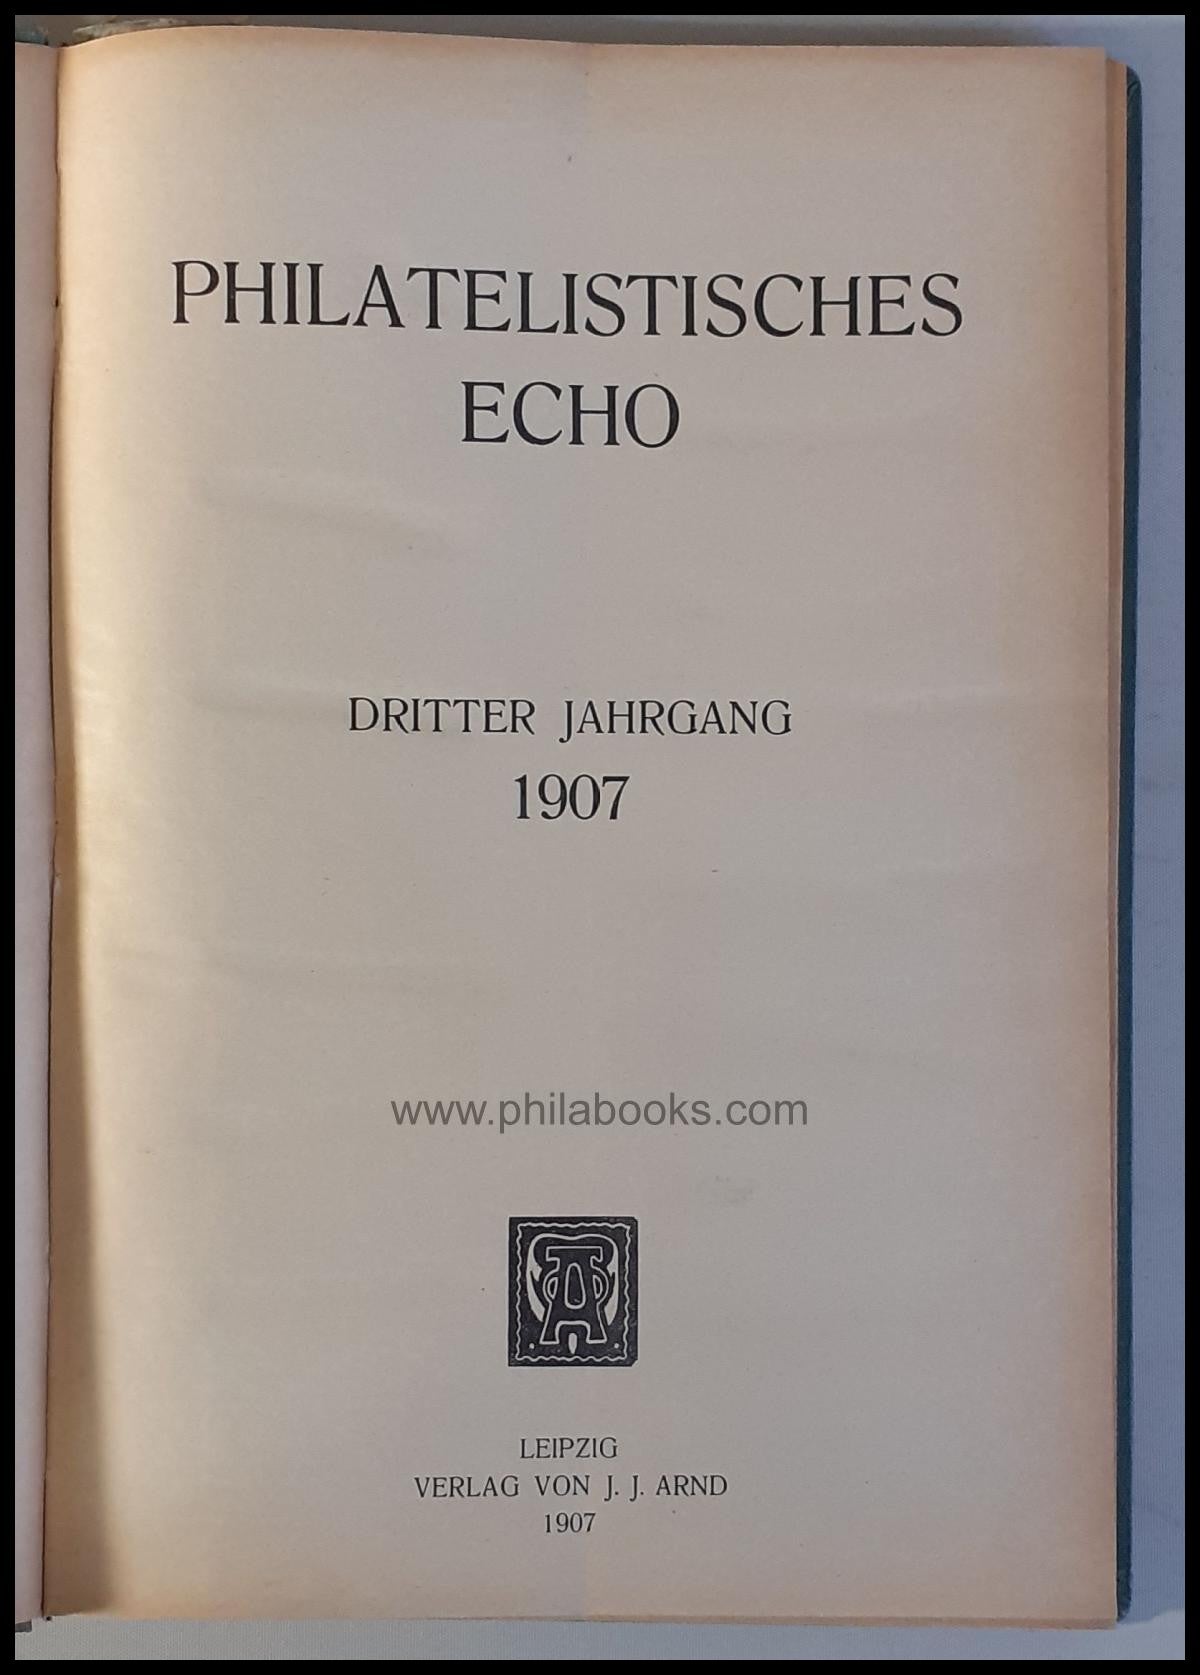 PHILATELISTISCHES
ECHO
DRITTER JAHRGANG
1907
www.philabooks.com
LEIPZIG
VERLAG VON J. J. ARND
1907